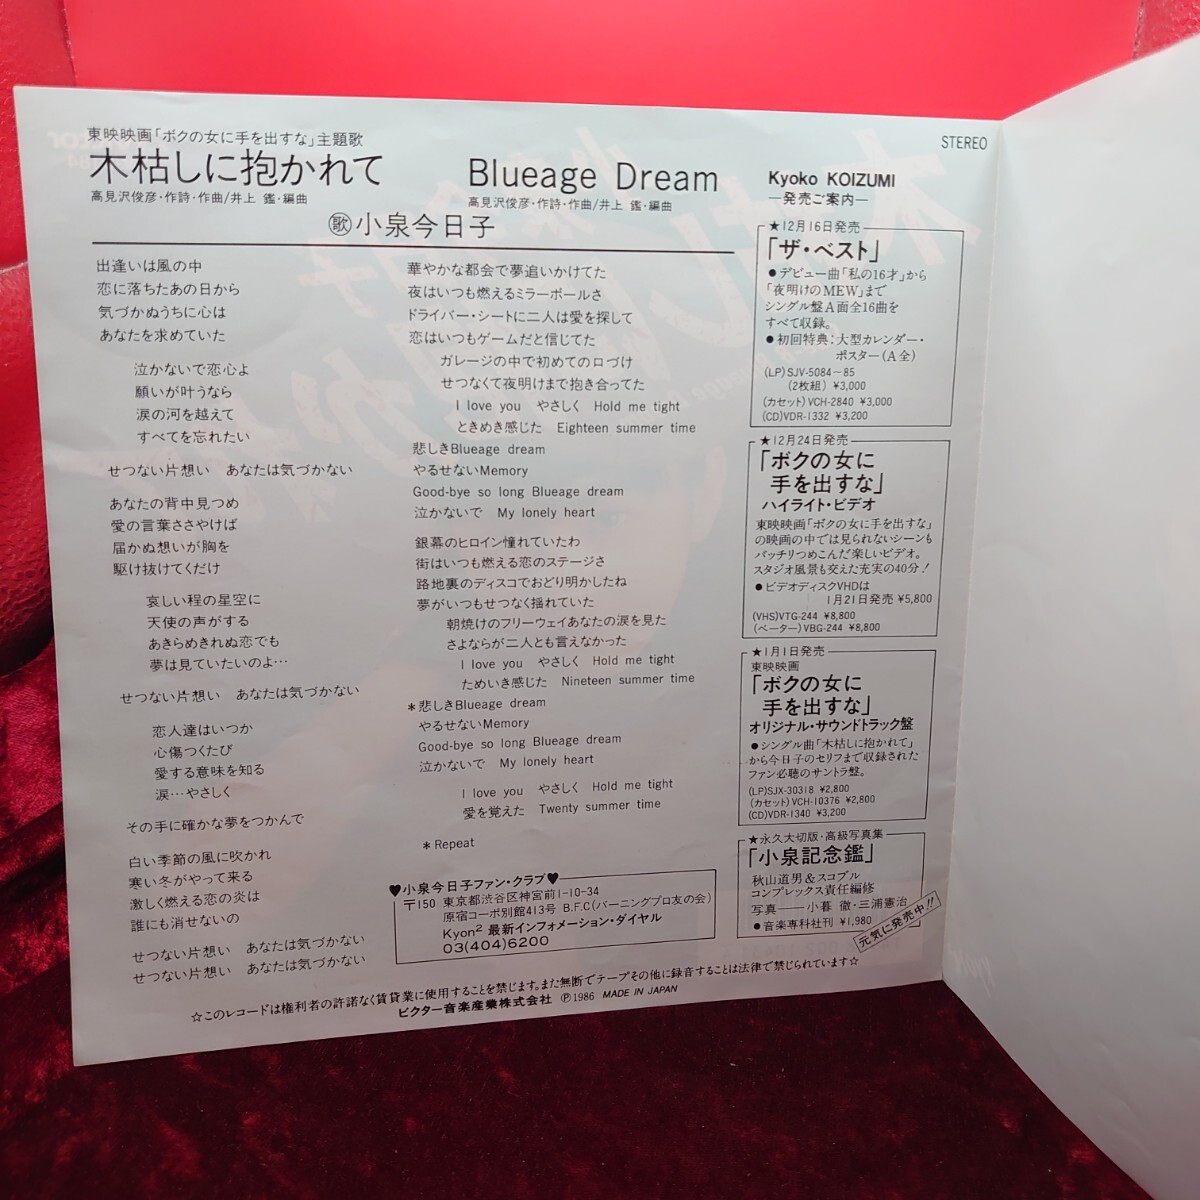 東映映画「ボクの女に手を出すな」主題歌
木枯しに抱かれて
高見沢俊彦・作詩・作曲/井上 鑑・編曲
Blueage Dream
高見沢俊彦・作詩・作曲/井上 鑑・編曲
㊙歌 小泉今日子
出逢いは風の中
恋に落ちたあの日から
気づかぬうちに心は
あなたを求めていた
泣かないで恋心よ
願いが叶うなら
涙の河を越えて
すべてを忘れたい
せつない片想い あなたは気づかない
あなたの背中見つめ
愛の言葉ささやけば
届かぬ想いが胸を
駆け抜けてくだけ
哀しい程の星空に
天使の声がする
あきらめきれぬ恋でも
夢は見ていたいのよ…
せつない片想い あなたは気づかない
恋人達はいつか
心傷つくたび
愛する意味を知る
涙…やさしく
その手に確かな夢をつかんで
白い季節の風に吹かれ
寒い冬がやって来る
激しく燃える恋の炎は
誰にも消せないの
せつない片想い あなたは気づかない
せつない片想い あなたは気づかない
華やかな都会で夢追いかけてた
夜はいつも燃えるミラーボールさ
ドライバー・シートに二人は愛を探して
恋はいつもゲームだと信じてた
ガレージの中で初めての口づけ
せつなくて夜明けまで抱き合ってた
I love you やさしく Hold me tight
ときめき感じた Eighteen summer time
悲しきBlueage dream
やるせないMemory
Good-bye so long Blueage dream
泣かないで My lonely heart
銀幕のヒロイン憧れていたわ
街はいつも燃える恋のステージさ
路地裏のディスコでおどり明かしたね
夢がいつもせつなく揺れていた
朝焼けのフリーウェイあなたの涙を見た
さよならが二人とも言えなかった
I love you やさしく Hold me tight
ためいき感じた Nineteen summer time
＊悲しきBlueage dream
やるせないMemory
Good-bye so long Blueage dream
泣かないで My lonely heart
I love you やさしく Hold me tight
愛を覚えた Twenty summer time
＊Repeat
♥小泉今日子ファン・クラブ♥
〒150 東京都渋谷区神宮前1-10-34
原宿コーポ別館413号 B.F.C(バーニングプロ友の会)
Kyon² 最新インフォメーション・ダイヤル
03(404)6200
STEREO
Kyoko KOIZUMI
—発売ご案内—
★12月16日発売
「ザ・ベスト」
●デビュー曲「私の16才」から
「夜明けのMEW」まで
シングル盤A面全16曲を
すべて収録。
●初回特典:大型カレンダー・
ポスター(A全)
(LP)SJV-5084〜85
(2枚組) ¥3,000
(カセット)VCH-2840 ¥3,000
(CD)VDR-1332 ¥3,200
★12月24日発売
「ボクの女に
手を出すな」
ハイライト・ビデオ
東映映画「ボクの女に手を出すな」
の映画の中では見られないシーンも
バッチリつめこんだ楽しいビデオ。
スタジオ風景も交えた充実の40分!
●ビデオディスクVHDは
1月21日発売 ¥5,800
(VHS)VTG-244 ¥8,800
(ベーター)VBG-244 ¥8,800
★1月1日発売
東映映画
「ボクの女に
手を出すな」
オリジナル・サウンドトラック盤
●シングル曲「木枯しに抱かれて」
から今日子のセリフまで収録された
ファン必聴のサントラ盤。
(LP)SJX-30318 ¥2,800
(カセット)VCH-10376 ¥2,800
(CD)VDR-1340 ¥3,200
★永久大切版・高級写真集
「小泉記念鑑」
秋山道男＆スコブル
コンプレックス責任編修
写真——小暮 徹・三浦憲治
●音楽専科社刊 ¥1,980
元気に発売中!!
☆このレコードは権利者の許諾なく賃貸業に使用することを禁じます。また無断でテープその他に録音することは法律で禁じられています☆
ビクター音楽産業株式会社 Ⓟ1986 MADE IN JAPAN